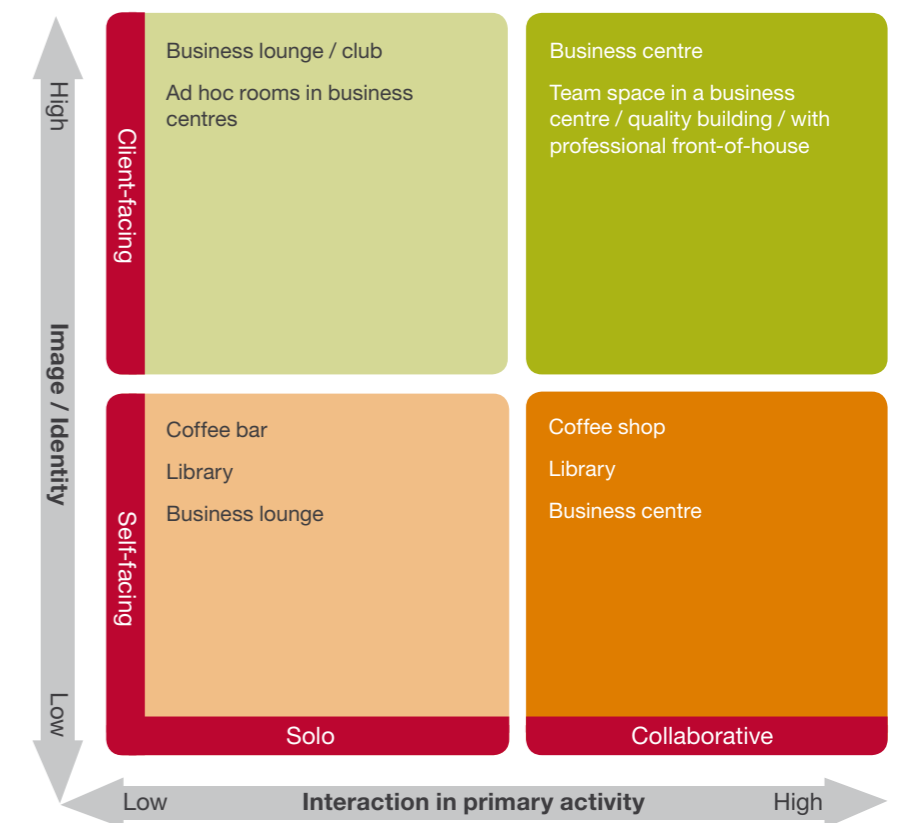 High
Image / Identity
Low
Client-facing
Business lounge / club
Ad hoc rooms in business
centres
Business centre
Team space in a business
centre / quality building / with
professional front-of-house
Self-facing
Coffee bar
Library
Business lounge
Coffee shop
Library
Business centre
Solo
Collaborative
Low
Interaction in primary activity
High